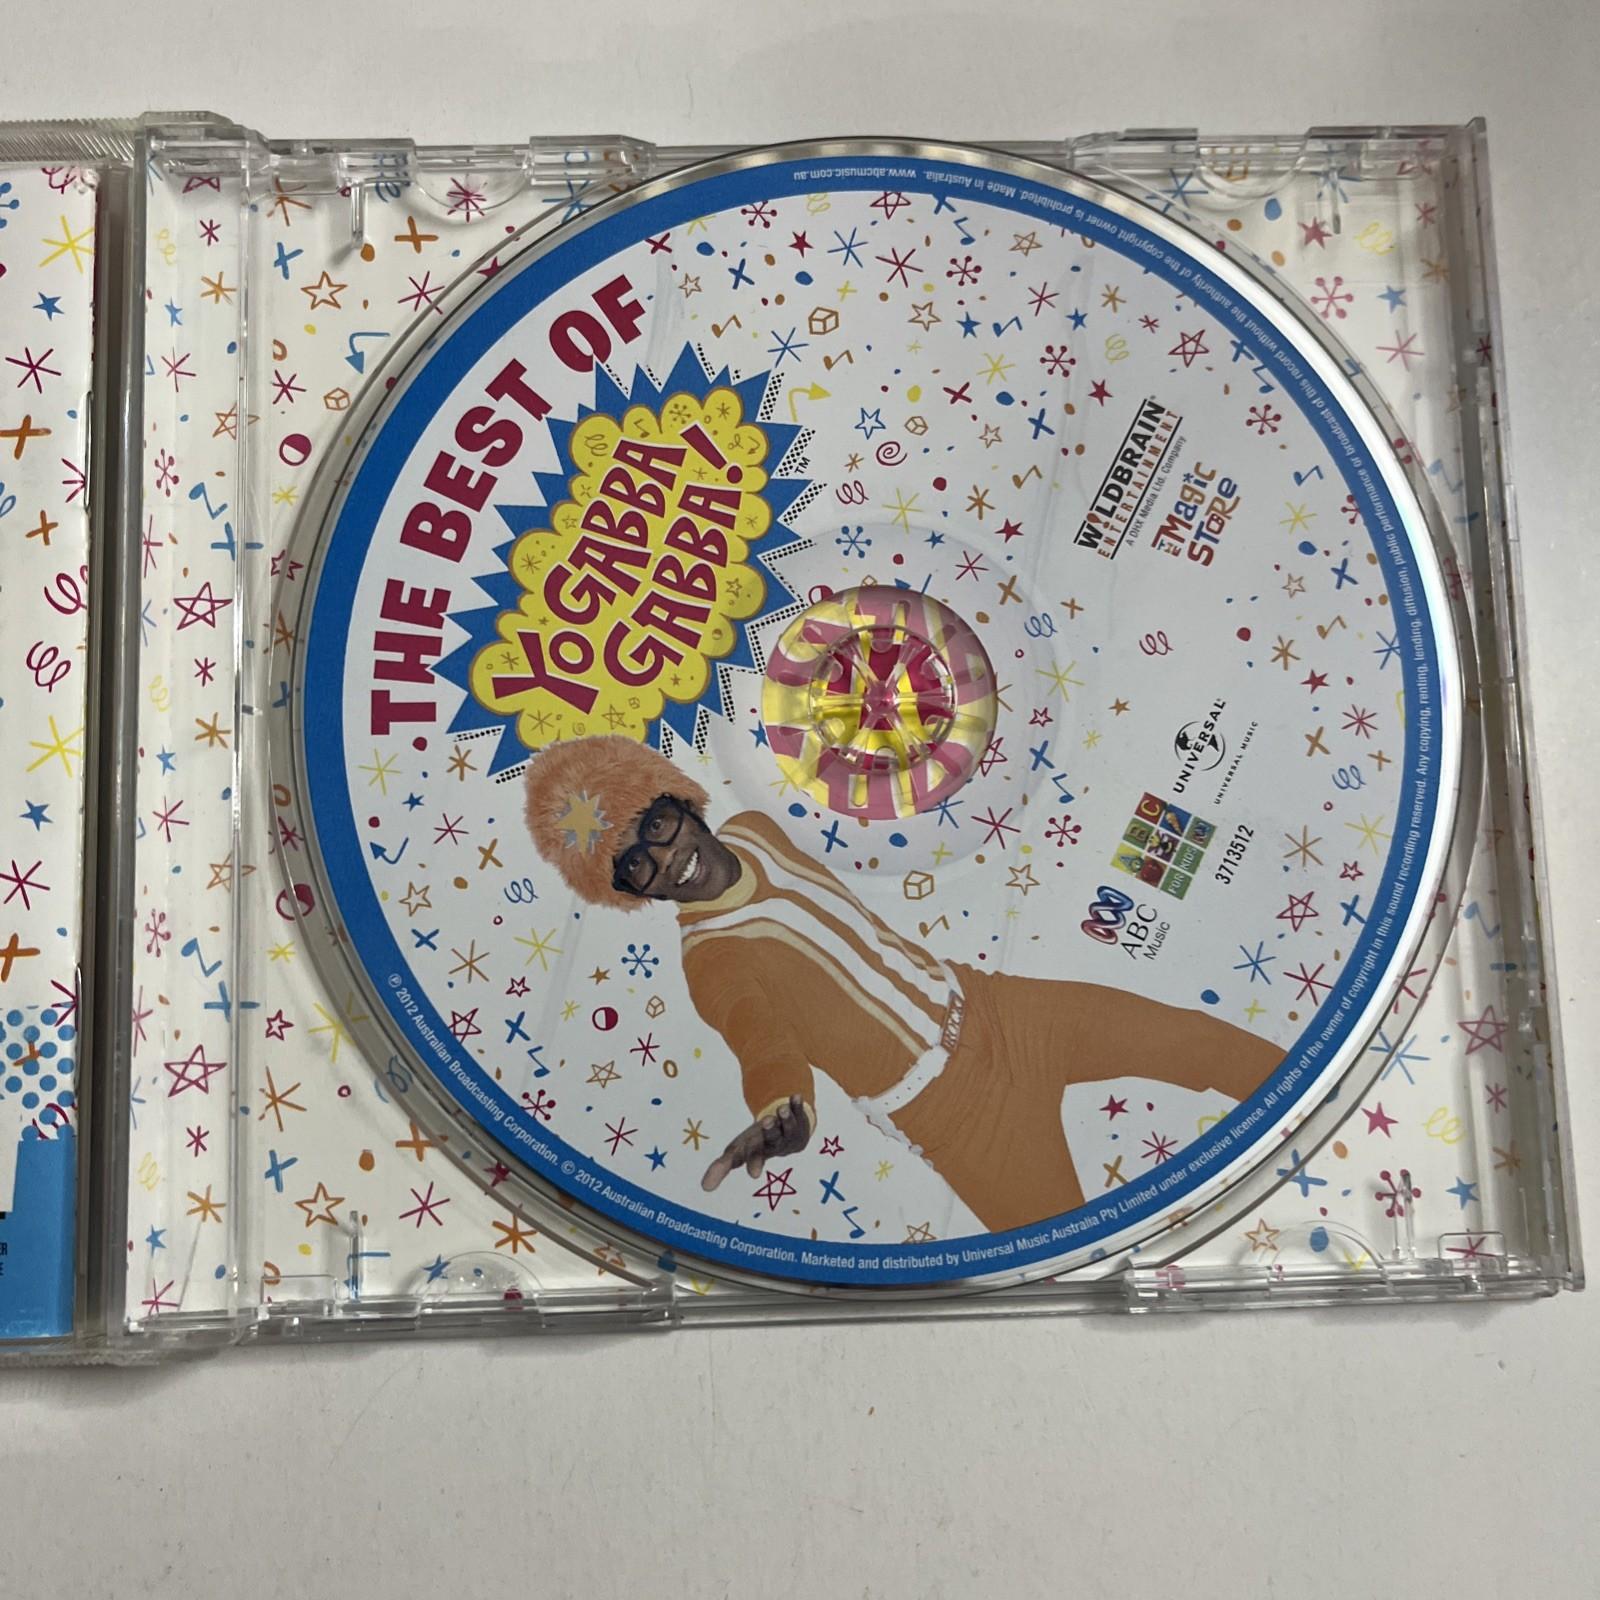 THE BEST OF
YO GABBA
GABBA!
TM
WILDBRAIN
ENTERTAINMENT
A DHX Media Ltd. Company
THE Magic
STORE
UNIVERSAL
UNIVERSAL MUSIC
ABC
FOR KIDS
ABC
Music
3713512
ROCK
℗ 2012 Australian Broadcasting Corporation. © 2012 Australian Broadcasting Corporation. Marketed and distributed by Universal Music Australia Pty Limited under exclusive licence. All rights of the owner of copyright in this sound recording reserved. Any copying, renting, lending, diffusion, public performance or broadcast of this record without the authority of the copyright owner is prohibited. Made in Australia. www.abcmusic.com.au